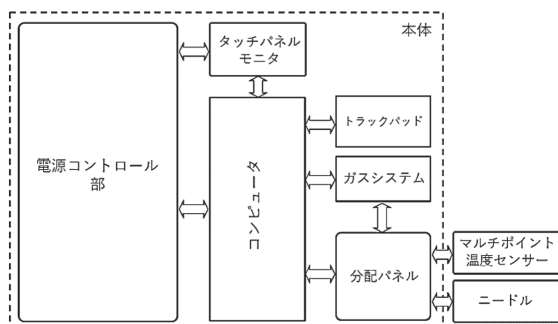 本体
タッチパネル
モニタ
電源コントロール
部
コンピュータ
トラックパッド
ガスシステム
分配パネル
マルチポイント
温度センサー
ニードル